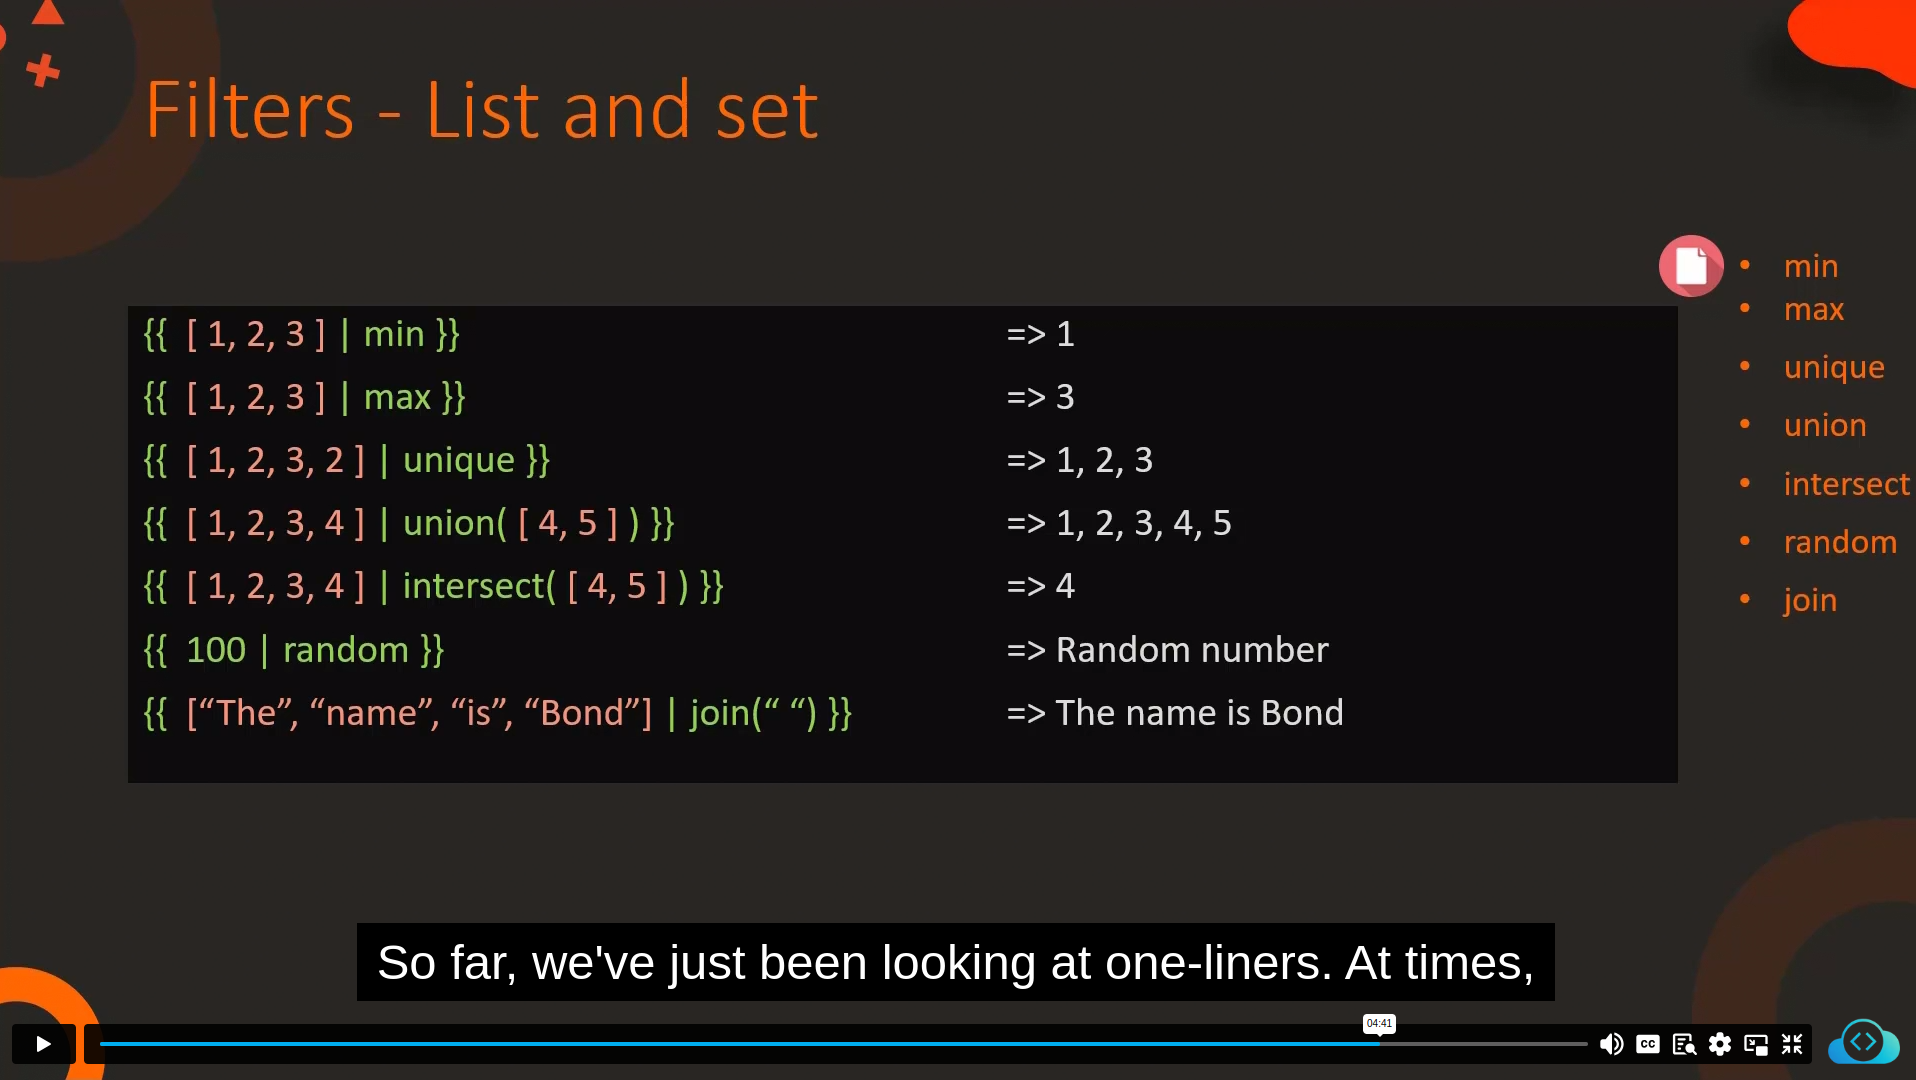 Filters - List and set
{{  [ 1, 2, 3 ] | min }} => 1
{{  [ 1, 2, 3 ] | max }} => 3
{{  [ 1, 2, 3, 2 ] | unique }} => 1, 2, 3
{{  [ 1, 2, 3, 4 ] | union( [ 4, 5 ] ) }} => 1, 2, 3, 4, 5
{{  [ 1, 2, 3, 4 ] | intersect( [ 4, 5 ] ) }} => 4
{{  100 | random }} => Random number
{{  [“The”, “name”, “is”, “Bond”] | join(“ “) }} => The name is Bond
• min
• max
• unique
• union
• intersect
• random
• join
So far, we've just been looking at one-liners. At times,
04:41
CC